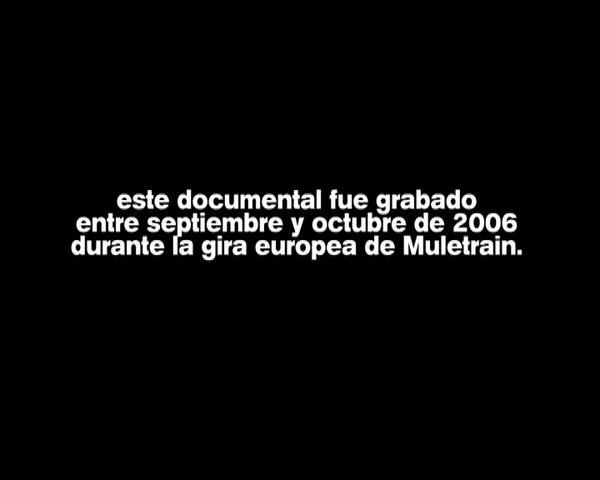 este documental fue grabado
entre septiembre y octubre de 2006
durante la gira europea de Muletrain.